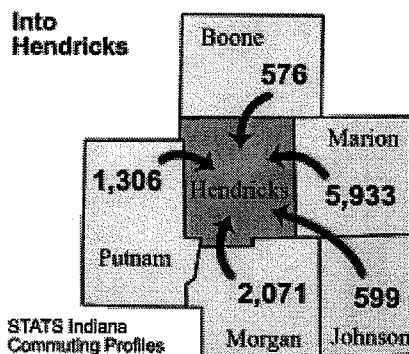 Into
Hendricks
Boone
576
Marion
1,306
Hendricks
5,933
Putnam
2,071
599
STATS Indiana
Commuting Profiles
Morgan
Johnson